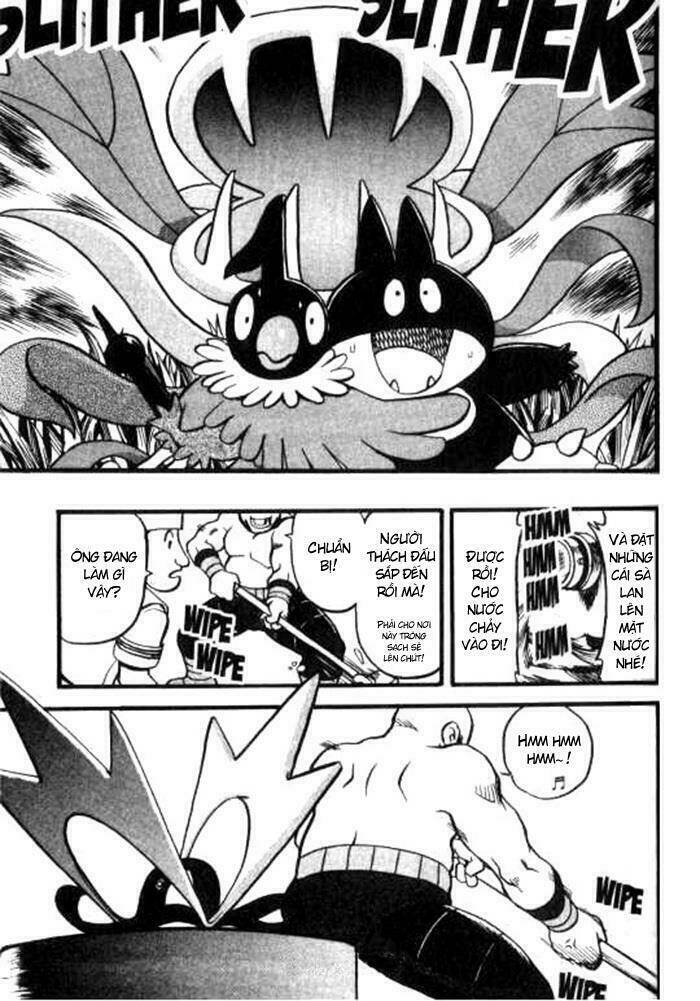 SLITHER
SLITHER
VÀ ĐẶT
NHỮNG
CÁI SÀ
LAN LÊN
MẶT
NƯỚC
NHÉ!
HMM
HMM
HMM
HMM
ĐƯỢC
RỒI!
CHO
NƯỚC
CHẢY
VÀO ĐI!
NGƯỜI
THÁCH ĐẤU
SẮP ĐẾN
RỒI MÀ!
PHẢI CHO NƠI
NÀY TRÔNG
SẠCH SẼ
LÊN CHÚT!
CHUẨN
BỊ!
WIPE
WIPE
ÔNG ĐANG
LÀM GÌ
VẬY?
HMM HMM
HMM~!
WIPE
WIPE